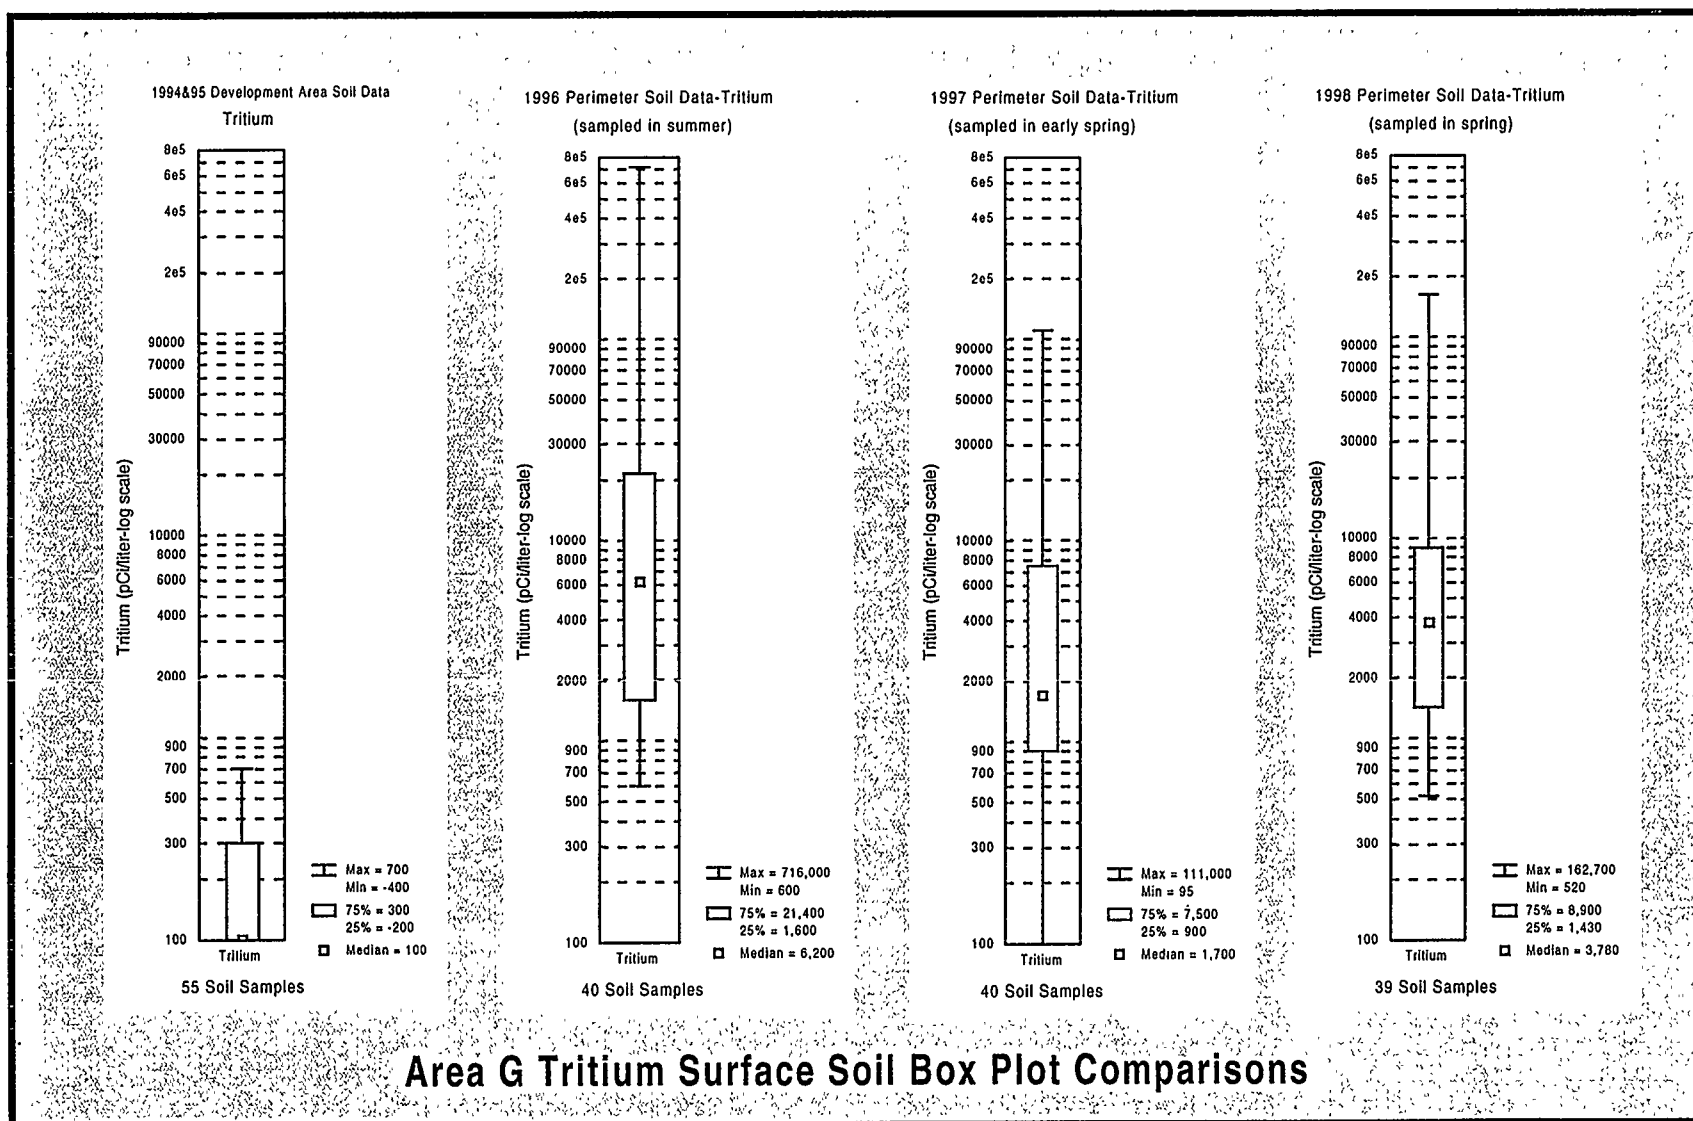 1994&95 Development Area Soil Data
Tritium
8e5
6e5
4e5
2e5
90000
70000
50000
30000
10000
8000
6000
4000
2000
900
700
500
300
100
Tritium (pCi/liter-log scale)
Tritium
Max = 700
Min = -400
75% = 300
25% = -200
Median = 100
55 Soil Samples
1996 Perimeter Soil Data-Tritium
(sampled in summer)
8e5
6e5
4e5
2e5
90000
70000
50000
30000
10000
8000
6000
4000
2000
900
700
500
300
100
Tritium (pCi/liter-log scale)
Tritium
Max = 716,000
Min = 600
75% = 21,400
25% = 1,600
Median = 6,200
40 Soil Samples
1997 Perimeter Soil Data-Tritium
(sampled in early spring)
8e5
6e5
4e5
2e5
90000
70000
50000
30000
10000
8000
6000
4000
2000
900
700
500
300
100
Tritium (pCi/liter-log scale)
Tritium
Max = 111,000
Min = 95
75% = 7,500
25% = 900
Median = 1,700
40 Soil Samples
1998 Perimeter Soil Data-Tritium
(sampled in spring)
8e5
6e5
4e5
2e5
90000
70000
50000
30000
10000
8000
6000
4000
2000
900
700
500
300
100
Tritium (pCi/liter-log scale)
Tritium
Max = 162,700
Min = 520
75% = 8,900
25% = 1,430
Median = 3,780
39 Soil Samples
Area G Tritium Surface Soil Box Plot Comparisons